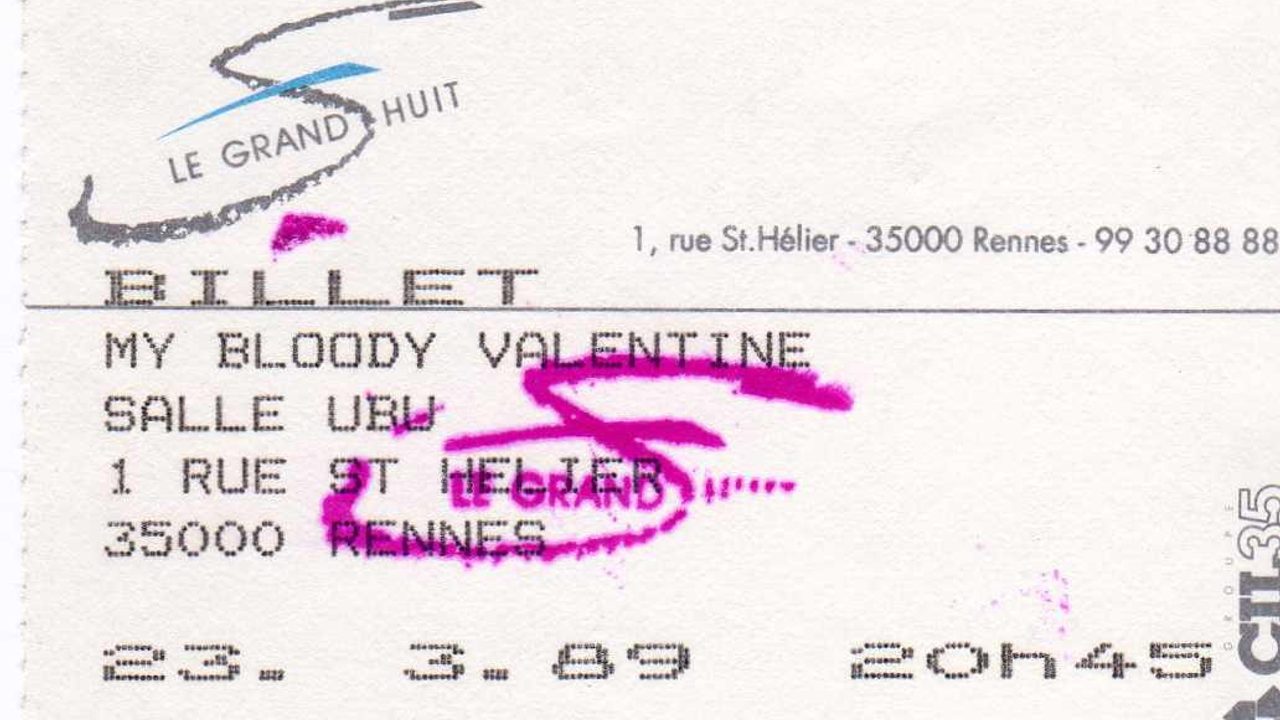 LE GRAND HUIT
1, rue St.Hélier - 35000 Rennes - 99 30 88 88
BILLET
MY BLOODY VALENTINE
SALLE UBU
1 RUE ST HELIER
LE GRAND
35000 RENNES
23. 3.89 20h45
GROUPE
CIL35